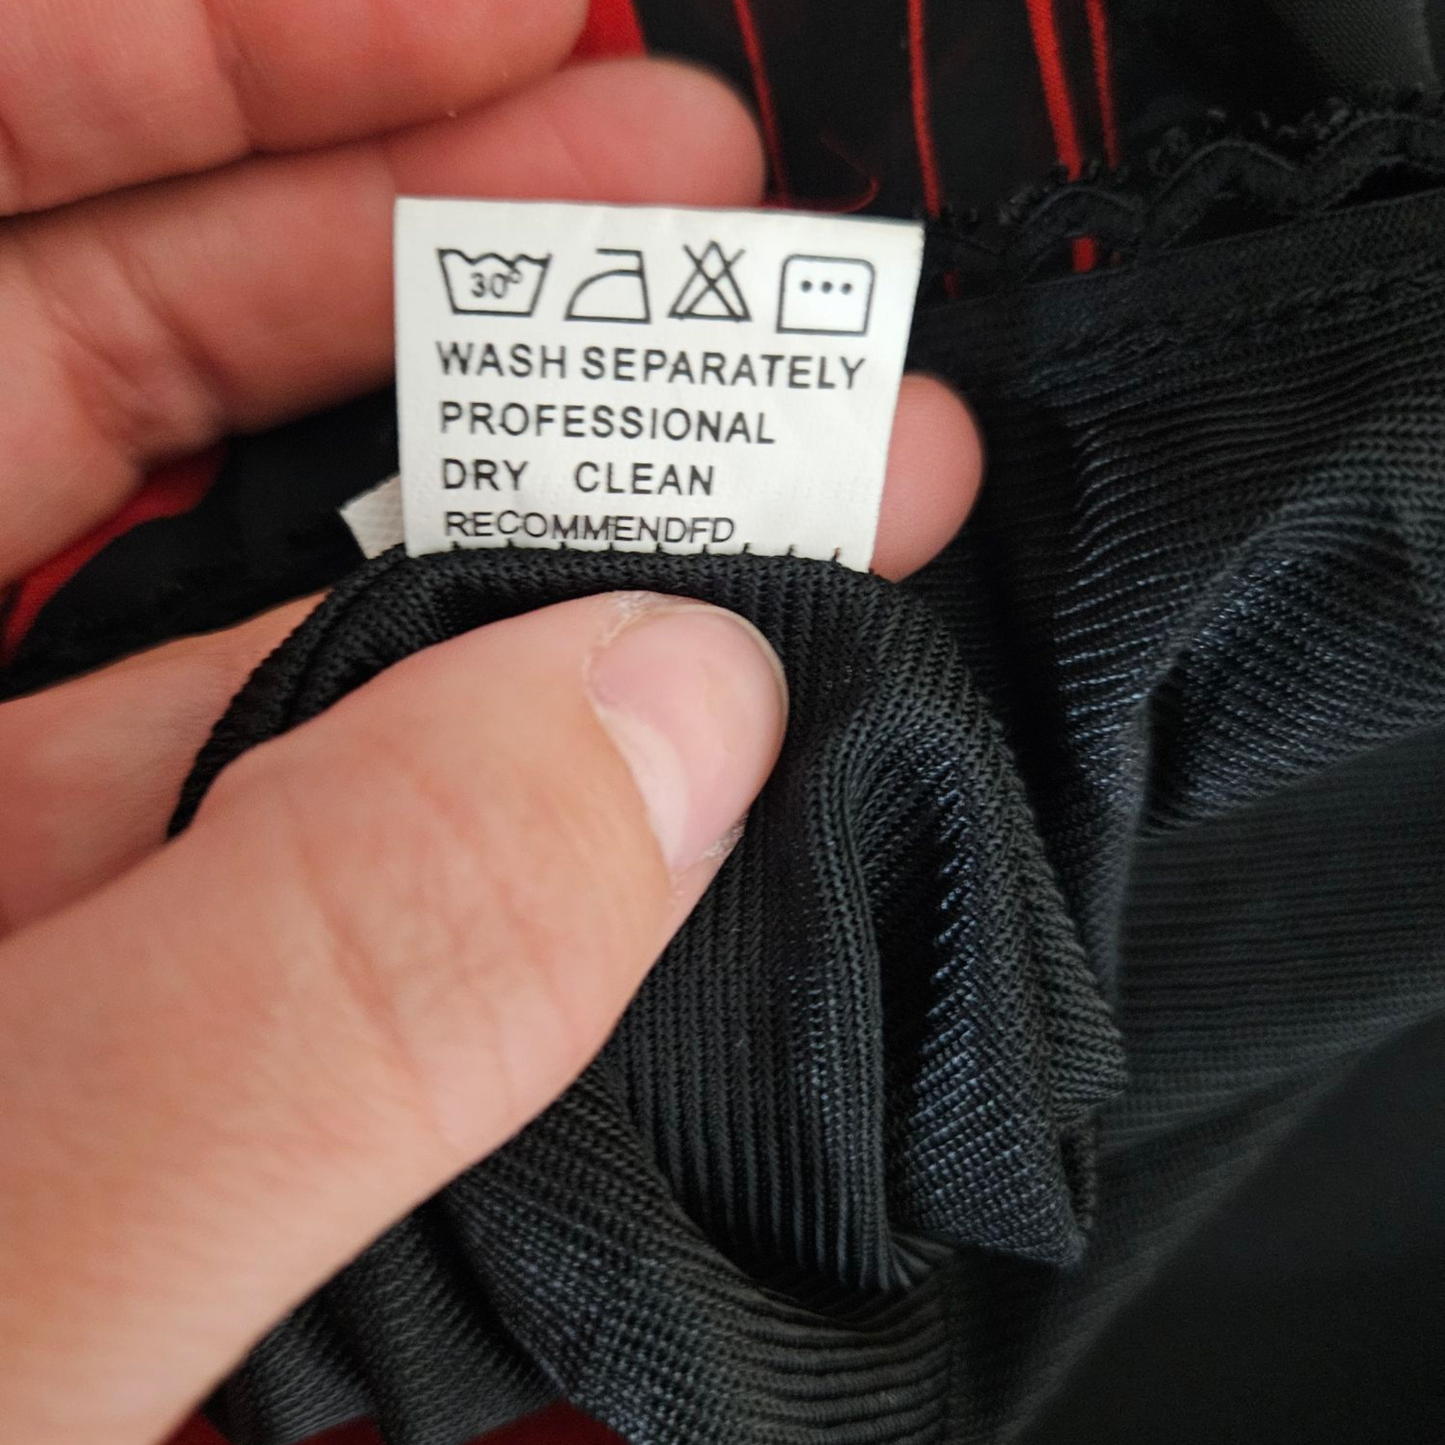 30°
WASH SEPARATELY
PROFESSIONAL
DRY CLEAN
RECOMMENDFD